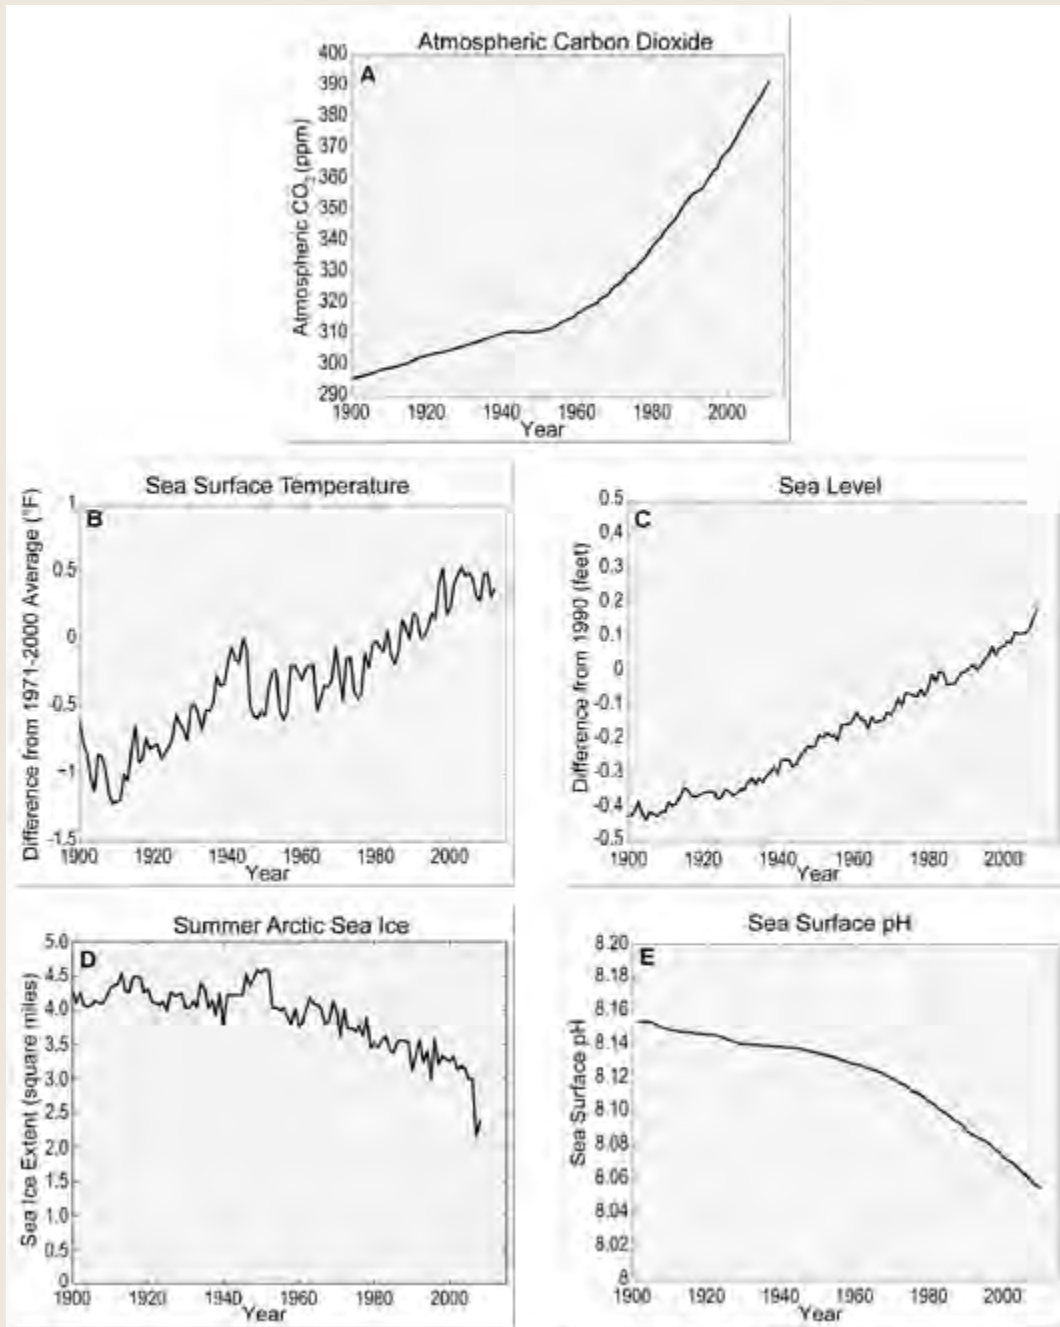 Atmospheric Carbon Dioxide
A
Atmospheric CO2 (ppm)
400
390
380
370
360
350
340
330
320
310
300
290
1900 1920 1940 1960 1980 2000
Year
Sea Surface Temperature
B
Difference from 1971-2000 Average (°F)
1
0.5
0
-0.5
-1
-1.5
1900 1920 1940 1960 1980 2000
Year
Sea Level
C
Difference from 1990 (feet)
0.5
0.4
0.3
0.2
0.1
0
-0.1
-0.2
-0.3
-0.4
-0.5
1900 1920 1940 1960 1980 2000
Year
Summer Arctic Sea Ice
D
Sea Ice Extent (square miles)
5.0
4.5
4.0
3.5
3.0
2.5
2.0
1.5
1.0
0.5
0
1900 1920 1940 1960 1980 2000
Year
Sea Surface pH
E
Sea Surface pH
8.20
8.18
8.16
8.14
8.12
8.10
8.08
8.06
8.04
8.02
8
1900 1920 1940 1960 1980 2000
Year